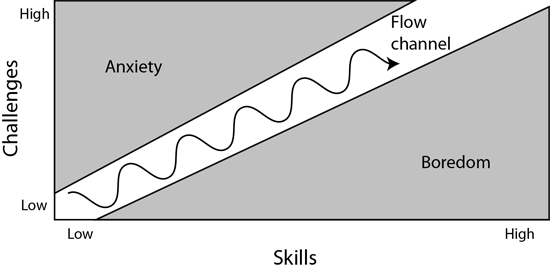 High
Flow
channel
Anxiety
Challenges
Boredom
Low
Low
High
Skills